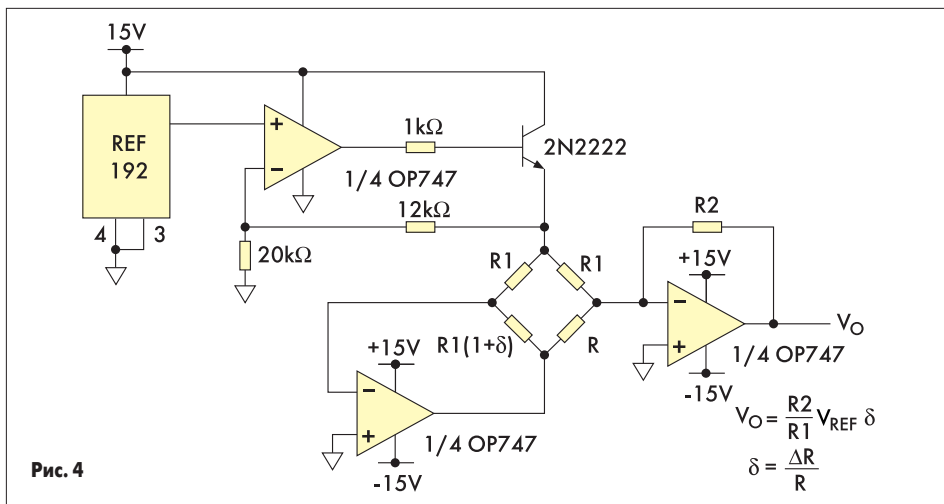 15V
REF
192
4
3
+
−
1kΩ
2N2222
1/4 OP747
12kΩ
20kΩ
R1
R1
R2
R1(1+δ)
R
+15V
−
+
1/4 OP747
-15V
+15V
−
+
VO
1/4 OP747
-15V
VO = R2/R1 VREF δ
δ = ΔR/R
Рис. 4